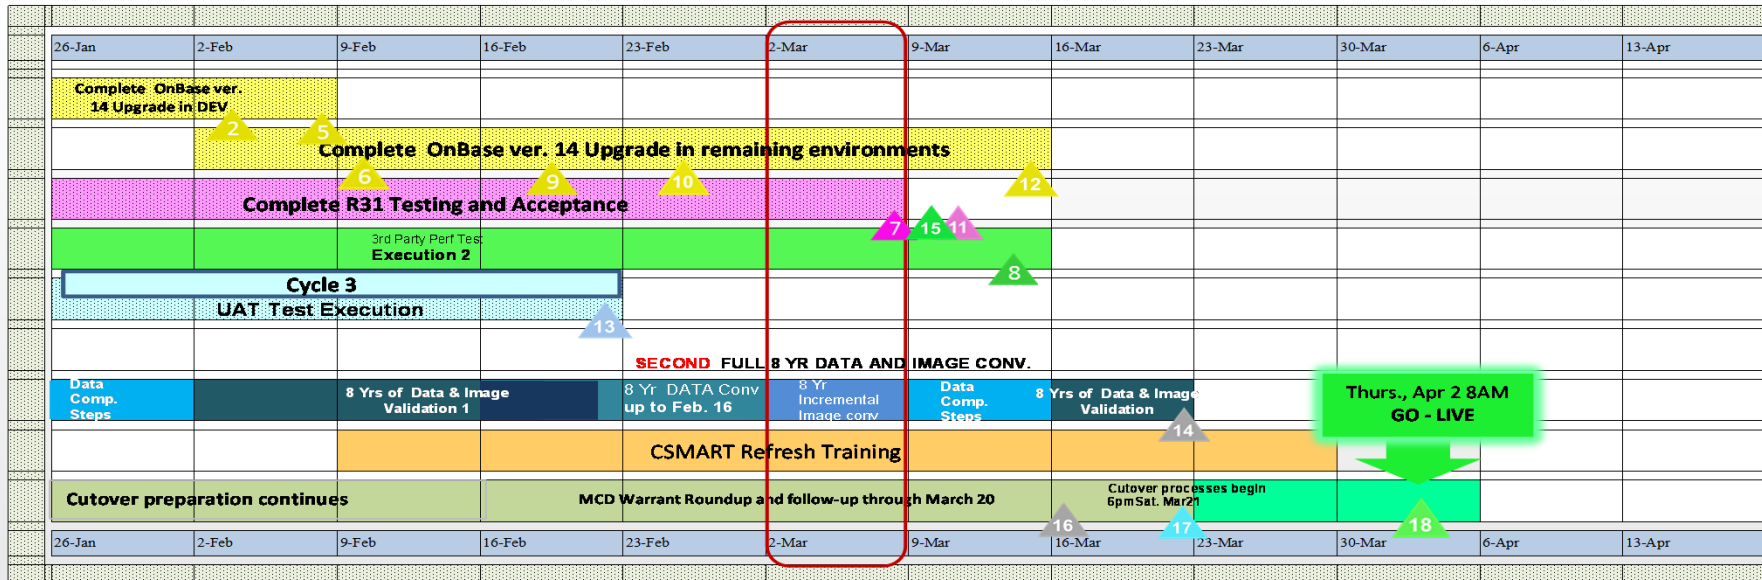 26-Jan 2-Feb 9-Feb 16-Feb 23-Feb 2-Mar 9-Mar 16-Mar 23-Mar 30-Mar 6-Apr 13-Apr
Complete OnBase ver.
14 Upgrade in DEV
2
5
Complete OnBase ver. 14 Upgrade in remaining environments
6
9
10
12
Complete R31 Testing and Acceptance
7
15
11
3rd Party Perf Test
Execution 2
8
Cycle 3
UAT Test Execution
13
SECOND FULL 8 YR DATA AND IMAGE CONV.
Data
Comp.
Steps
8 Yrs of Data & Image
Validation 1
8 Yr DATA Conv
up to Feb. 16
8 Yr
Incremental
Image conv
Data
Comp.
Steps
8 Yrs of Data & Image
Validation
14
Thurs., Apr 2 8AM
GO - LIVE
CSMART Refresh Training
Cutover preparation continues
MCD Warrant Roundup and follow-up through March 20
Cutover processes begin
6pm Sat. Mar21
16
17
18
26-Jan 2-Feb 9-Feb 16-Feb 23-Feb 2-Mar 9-Mar 16-Mar 23-Mar 30-Mar 6-Apr 13-Apr